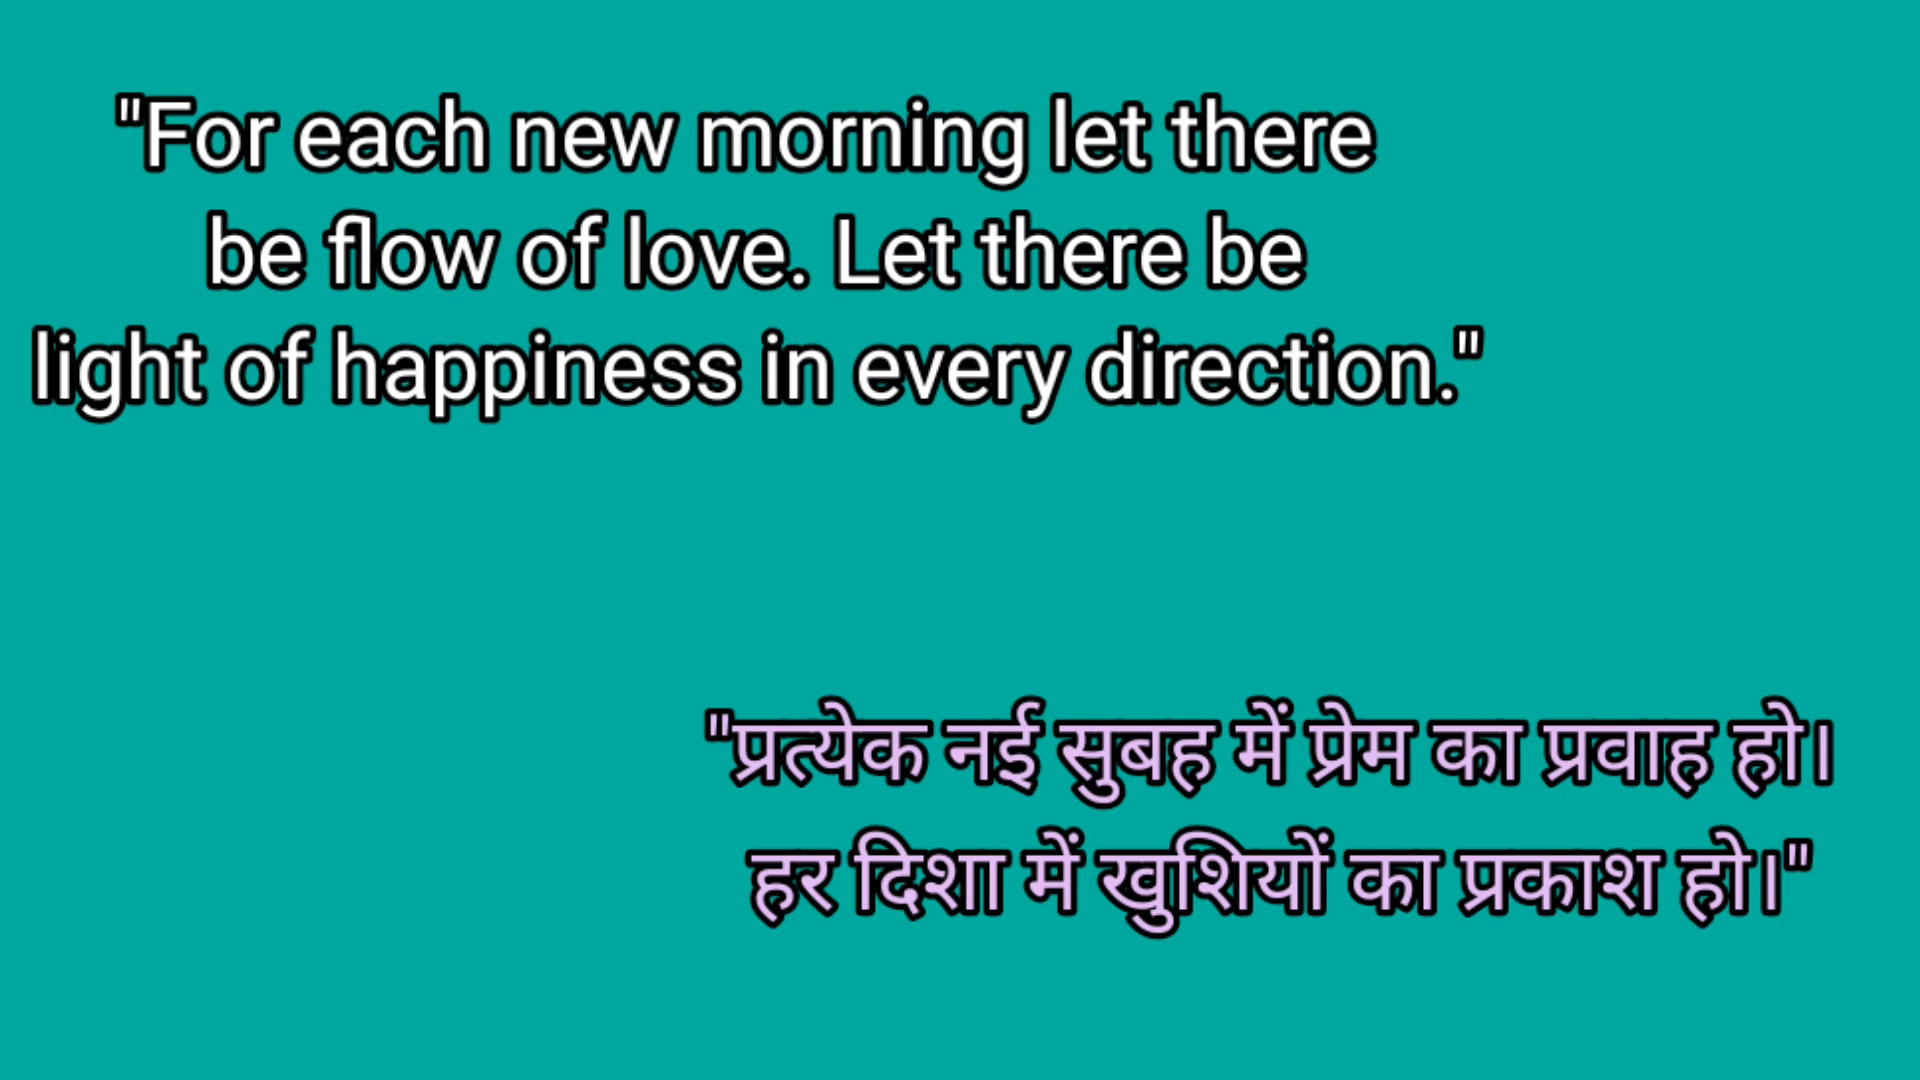 "For each new morning let there
be flow of love. Let there be
light of happiness in every direction."
"प्रत्येक नई सुबह में प्रेम का प्रवाह हो।
हर दिशा में खुशियों का प्रकाश हो।"